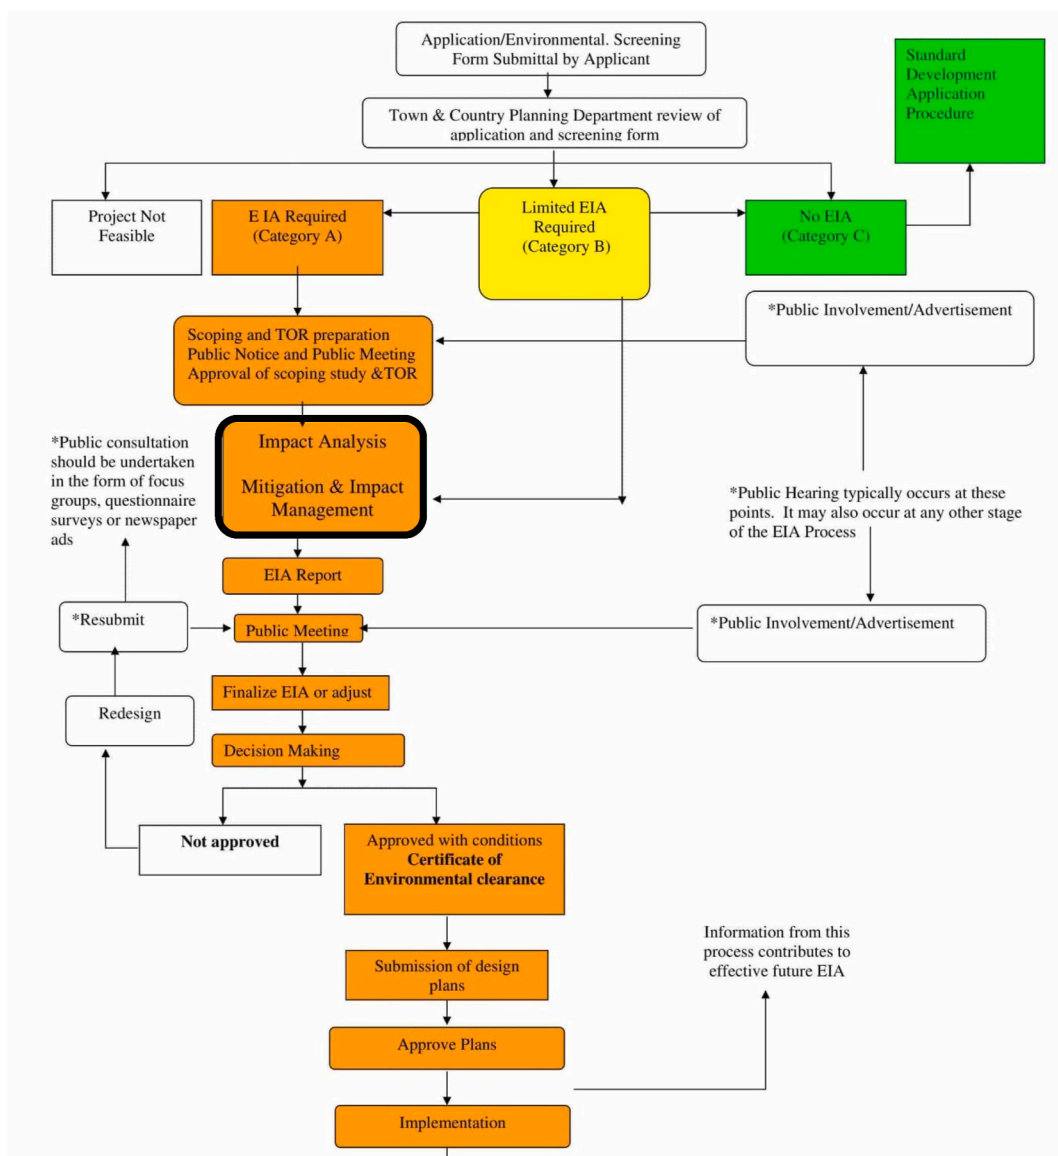 Application/Environmental. Screening
Form Submittal by Applicant
Standard
Development
Application
Procedure
Town & Country Planning Department review of
application and screening form
Project Not
Feasible
E IA Required
(Category A)
Limited EIA
Required
(Category B)
No EIA
(Category C)
*Public Involvement/Advertisement
Scoping and TOR preparation
Public Notice and Public Meeting
Approval of scoping study &TOR
Impact Analysis
Mitigation & Impact
Management
*Public consultation
should be undertaken
in the form of focus
groups, questionnaire
surveys or newspaper
ads
*Public Hearing typically occurs at these
points. It may also occur at any other stage
of the EIA Process
EIA Report
*Resubmit
Public Meeting
*Public Involvement/Advertisement
Finalize EIA or adjust
Redesign
Decision Making
Not approved
Approved with conditions
Certificate of
Environmental clearance
Information from this
process contributes to
effective future EIA
Submission of design
plans
Approve Plans
Implementation